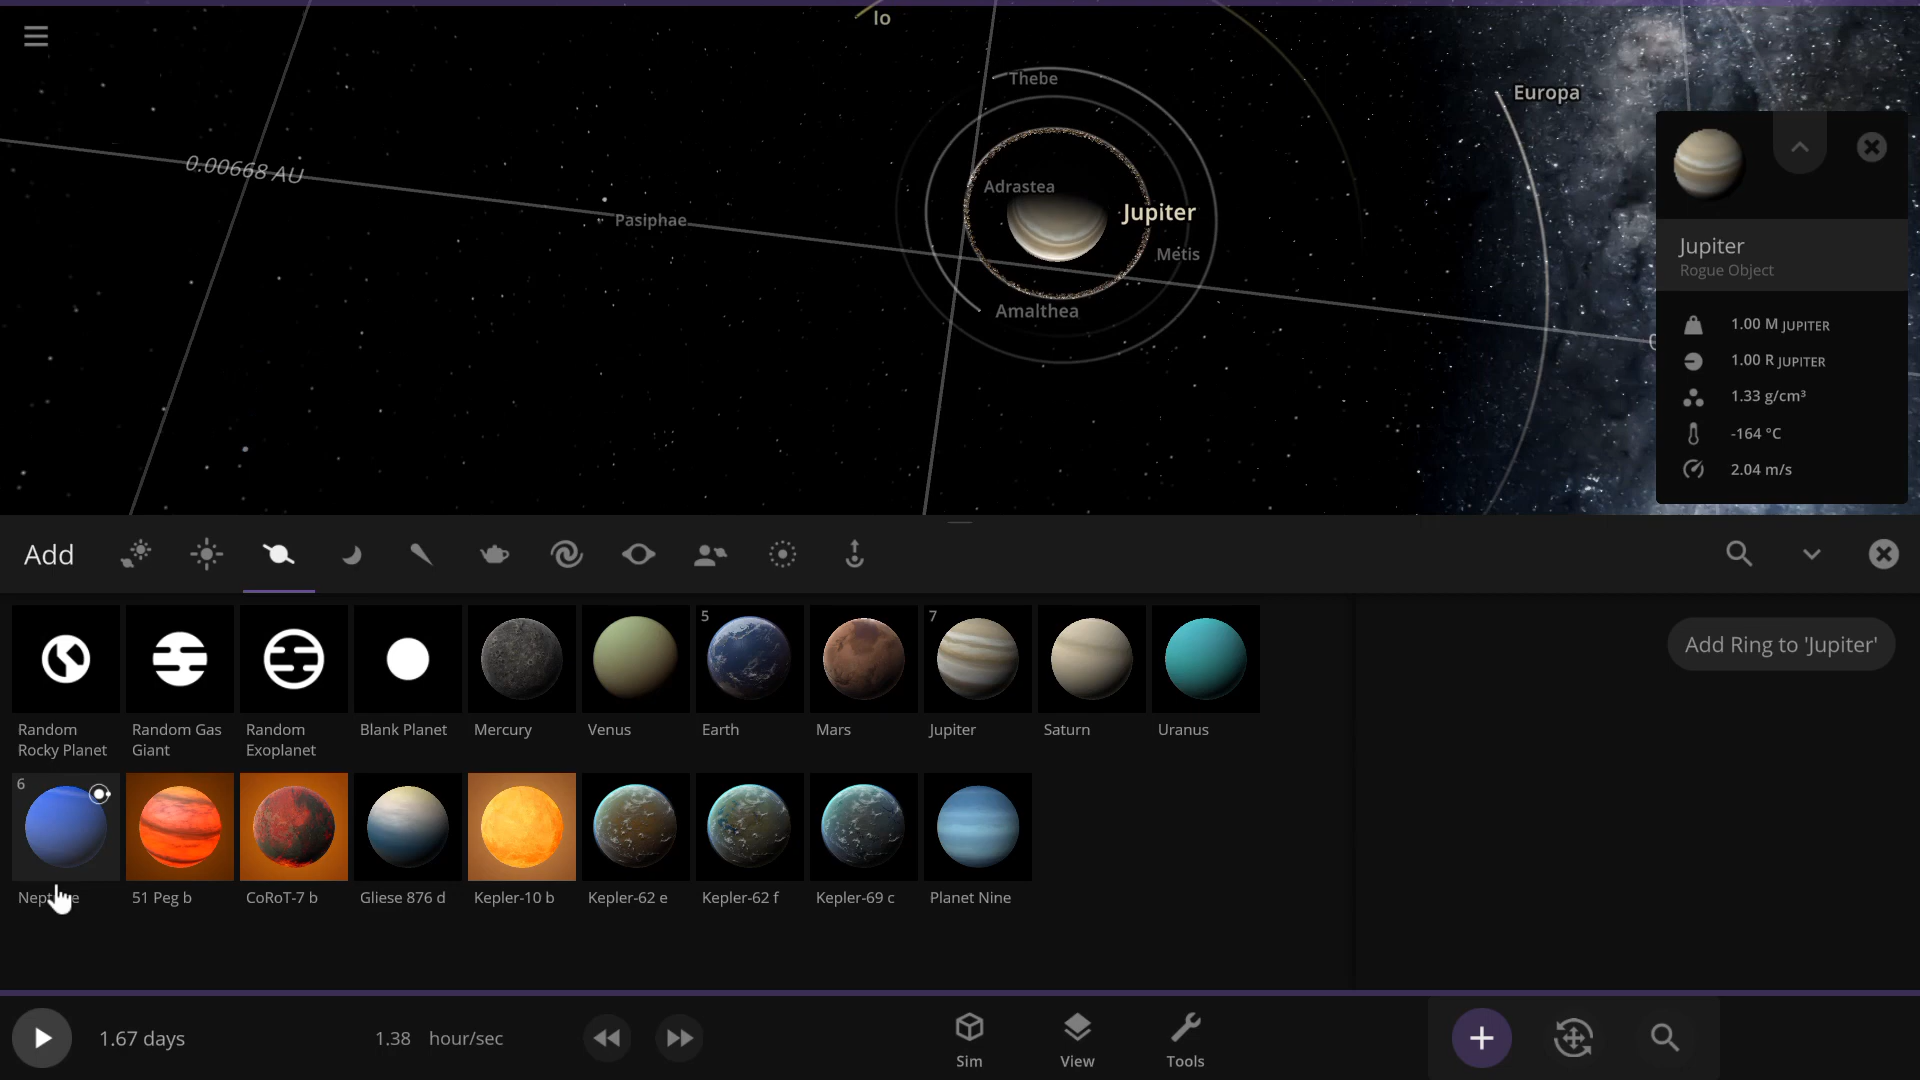 Io
Thebe
Europa
0.00668 AU
Adrastea
Pasiphae
Jupiter
Metis
Amalthea
Jupiter
Rogue Object
1.00 M JUPITER
1.00 R JUPITER
1.33 g/cm³
-164 °C
2.04 m/s
Add
5
7
Random
Rocky Planet
Random Gas
Giant
Random
Exoplanet
Blank Planet
Mercury
Venus
Earth
Mars
Jupiter
Saturn
Uranus
Add Ring to 'Jupiter'
6
51 Peg b
CoRoT-7 b
Gliese 876 d
Kepler-10 b
Kepler-62 e
Kepler-62 f
Kepler-69 c
Planet Nine
1.67 days
1.38 hour/sec
Sim
View
Tools